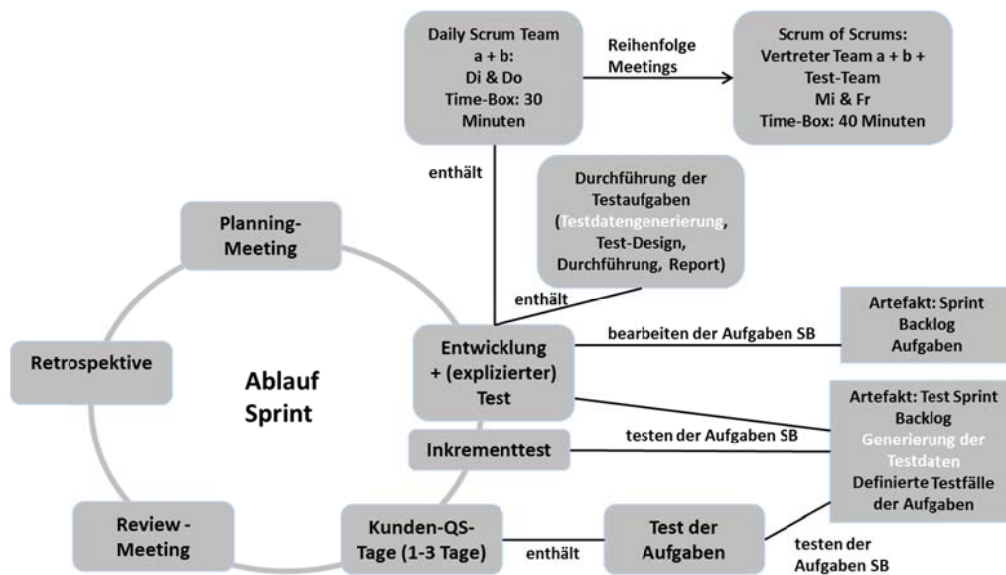 Daily Scrum Team
a + b:
Di & Do
Time-Box: 30
Minuten
Reihenfolge
Meetings
Scrum of Scrums:
Vertreter Team a + b +
Test-Team
Mi & Fr
Time-Box: 40 Minuten
enthält
Durchführung der
Testaufgaben
(Testdatengenerierung,
Test-Design,
Durchführung, Report)
enthält
Planning-
Meeting
Retrospektive
Ablauf
Sprint
Entwicklung
+ (explizierter)
Test
bearbeiten der Aufgaben SB
Artefakt: Sprint
Backlog
Aufgaben
Inkrementtest
testen der Aufgaben SB
Artefakt: Test Sprint
Backlog
Generierung der
Testdaten
Definierte Testfälle
der Aufgaben
Review -
Meeting
Kunden-QS-
Tage (1-3 Tage)
enthält
Test der
Aufgaben
testen der
Aufgaben SB